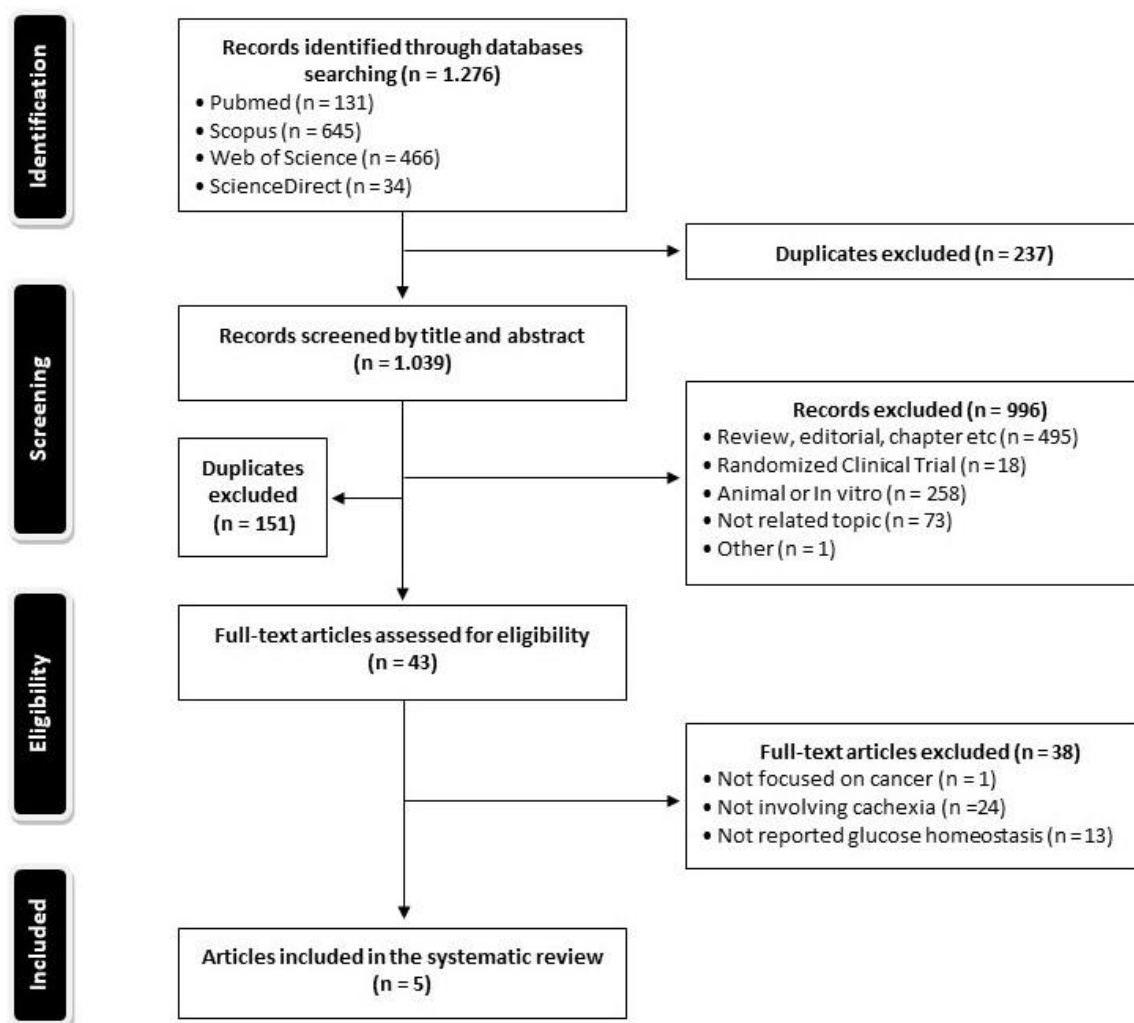 Identification
Records identified through databases
searching (n = 1.276)
• Pubmed (n = 131)
• Scopus (n = 645)
• Web of Science (n = 466)
• ScienceDirect (n = 34)
Duplicates excluded (n = 237)
Screening
Records screened by title and abstract
(n = 1.039)
Records excluded (n = 996)
• Review, editorial, chapter etc (n = 495)
• Randomized Clinical Trial (n = 18)
• Animal or In vitro (n = 258)
• Not related topic (n = 73)
• Other (n = 1)
Duplicates
excluded
(n = 151)
Eligibility
Full-text articles assessed for eligibility
(n = 43)
Full-text articles excluded (n = 38)
• Not focused on cancer (n = 1)
• Not involving cachexia (n =24)
• Not reported glucose homeostasis (n = 13)
Included
Articles included in the systematic review
(n = 5)